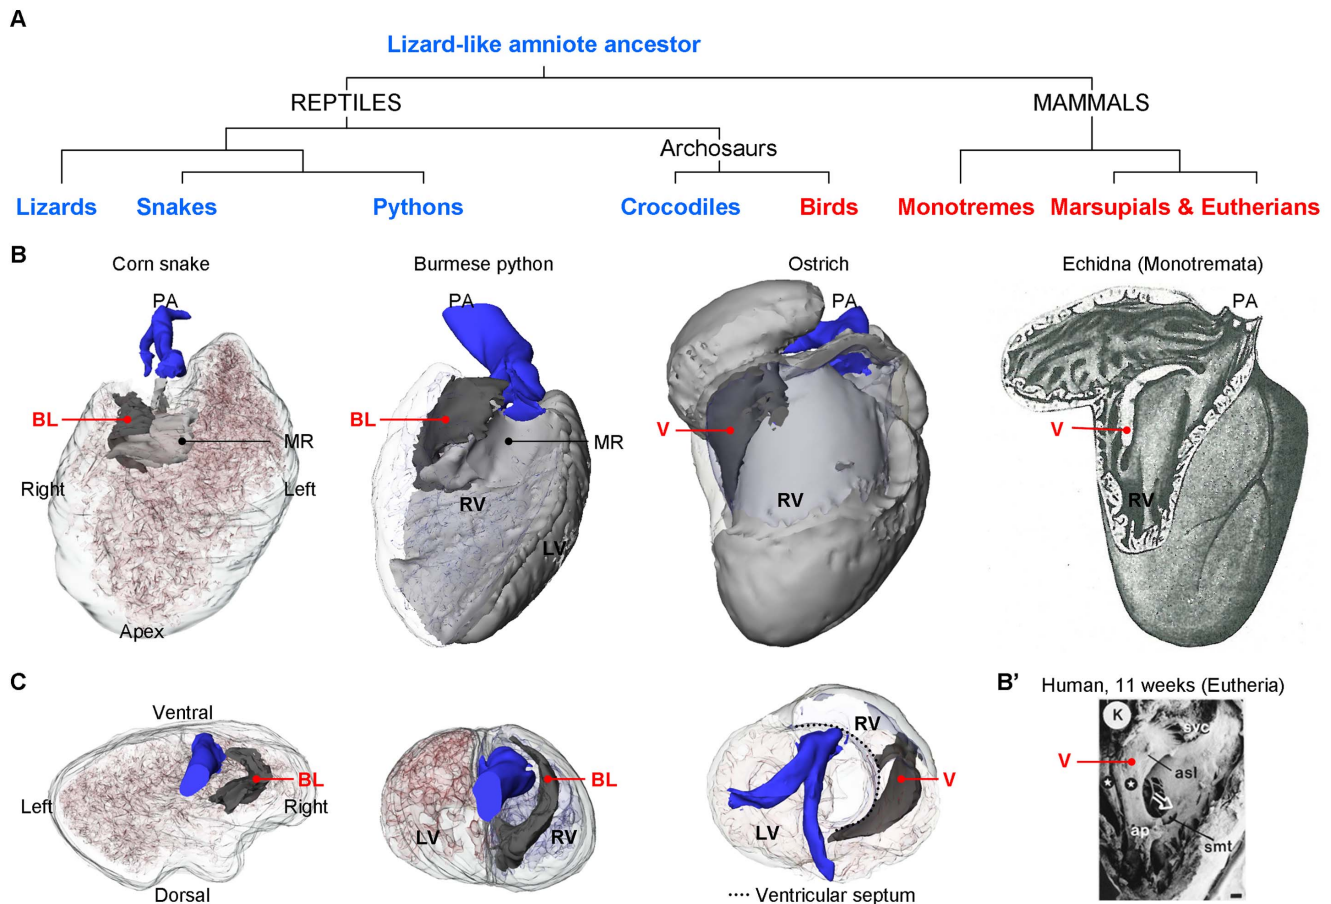 A
Lizard-like amniote ancestor
REPTILES
MAMMALS
Archosaurs
Lizards Snakes Pythons Crocodiles Birds Monotremes Marsupials & Eutherians
B
Corn snake Burmese python Ostrich Echidna (Monotremata)
PA PA PA PA
BL BL V V
MR MR
Right Left RV RV RV
LV
Apex
C B' Human, 11 weeks (Eutheria)
K
Ventral RV syc
V asl
BL BL V
Left Right
LV RV LV ap smt
Dorsal Ventricular septum